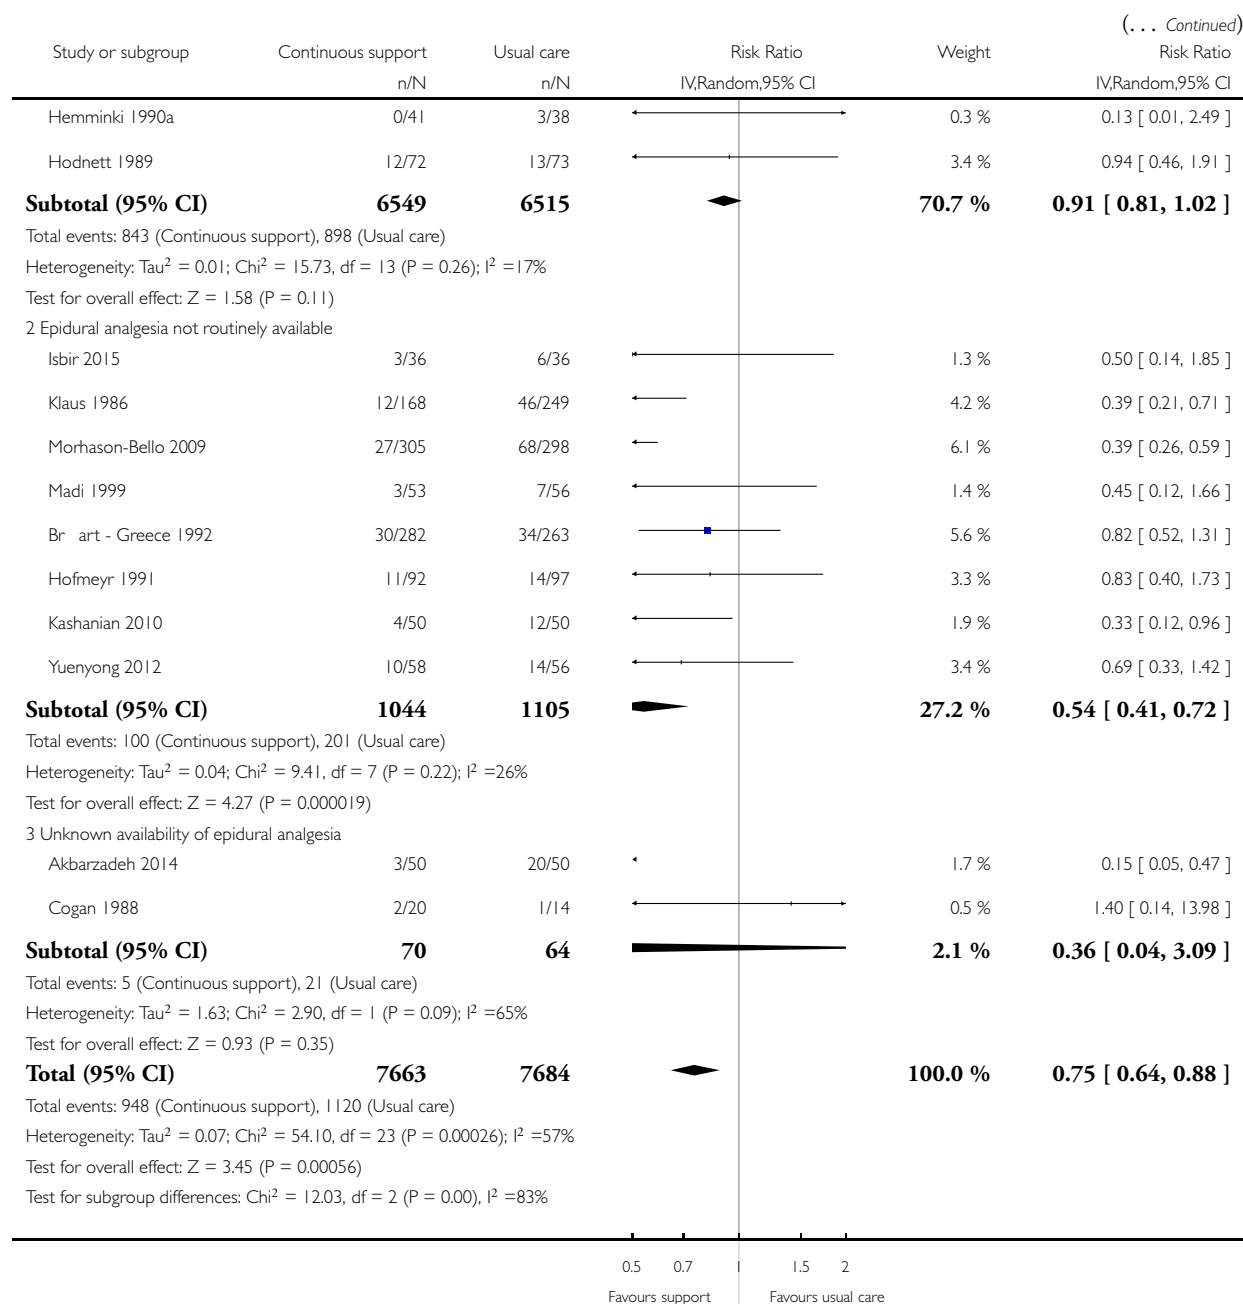 (... Continued)
Study or subgroup Continuous support Usual care Risk Ratio Weight Risk Ratio
n/N n/N IV,Random,95% CI IV,Random,95% CI
Hemminki 1990a 0/41 3/38 0.3 % 0.13 [ 0.01, 2.49 ]
Hodnett 1989 12/72 13/73 3.4 % 0.94 [ 0.46, 1.91 ]
Subtotal (95% CI) 6549 6515 70.7 % 0.91 [ 0.81, 1.02 ]
Total events: 843 (Continuous support), 898 (Usual care)
Heterogeneity: Tau² = 0.01; Chi² = 15.73, df = 13 (P = 0.26); I² =17%
Test for overall effect: Z = 1.58 (P = 0.11)
2 Epidural analgesia not routinely available
Isbir 2015 3/36 6/36 1.3 % 0.50 [ 0.14, 1.85 ]
Klaus 1986 12/168 46/249 4.2 % 0.39 [ 0.21, 0.71 ]
Morhason-Bello 2009 27/305 68/298 6.1 % 0.39 [ 0.26, 0.59 ]
Madi 1999 3/53 7/56 1.4 % 0.45 [ 0.12, 1.66 ]
Br art - Greece 1992 30/282 34/263 5.6 % 0.82 [ 0.52, 1.31 ]
Hofmeyr 1991 11/92 14/97 3.3 % 0.83 [ 0.40, 1.73 ]
Kashanian 2010 4/50 12/50 1.9 % 0.33 [ 0.12, 0.96 ]
Yuenyong 2012 10/58 14/56 3.4 % 0.69 [ 0.33, 1.42 ]
Subtotal (95% CI) 1044 1105 27.2 % 0.54 [ 0.41, 0.72 ]
Total events: 100 (Continuous support), 201 (Usual care)
Heterogeneity: Tau² = 0.04; Chi² = 9.41, df = 7 (P = 0.22); I² =26%
Test for overall effect: Z = 4.27 (P = 0.000019)
3 Unknown availability of epidural analgesia
Akbarzadeh 2014 3/50 20/50 1.7 % 0.15 [ 0.05, 0.47 ]
Cogan 1988 2/20 1/14 0.5 % 1.40 [ 0.14, 13.98 ]
Subtotal (95% CI) 70 64 2.1 % 0.36 [ 0.04, 3.09 ]
Total events: 5 (Continuous support), 21 (Usual care)
Heterogeneity: Tau² = 1.63; Chi² = 2.90, df = 1 (P = 0.09); I² =65%
Test for overall effect: Z = 0.93 (P = 0.35)
Total (95% CI) 7663 7684 100.0 % 0.75 [ 0.64, 0.88 ]
Total events: 948 (Continuous support), 1120 (Usual care)
Heterogeneity: Tau² = 0.07; Chi² = 54.10, df = 23 (P = 0.00026); I² =57%
Test for overall effect: Z = 3.45 (P = 0.00056)
Test for subgroup differences: Chi² = 12.03, df = 2 (P = 0.00), I² =83%
0.5 0.7 1 1.5 2
Favours support Favours usual care